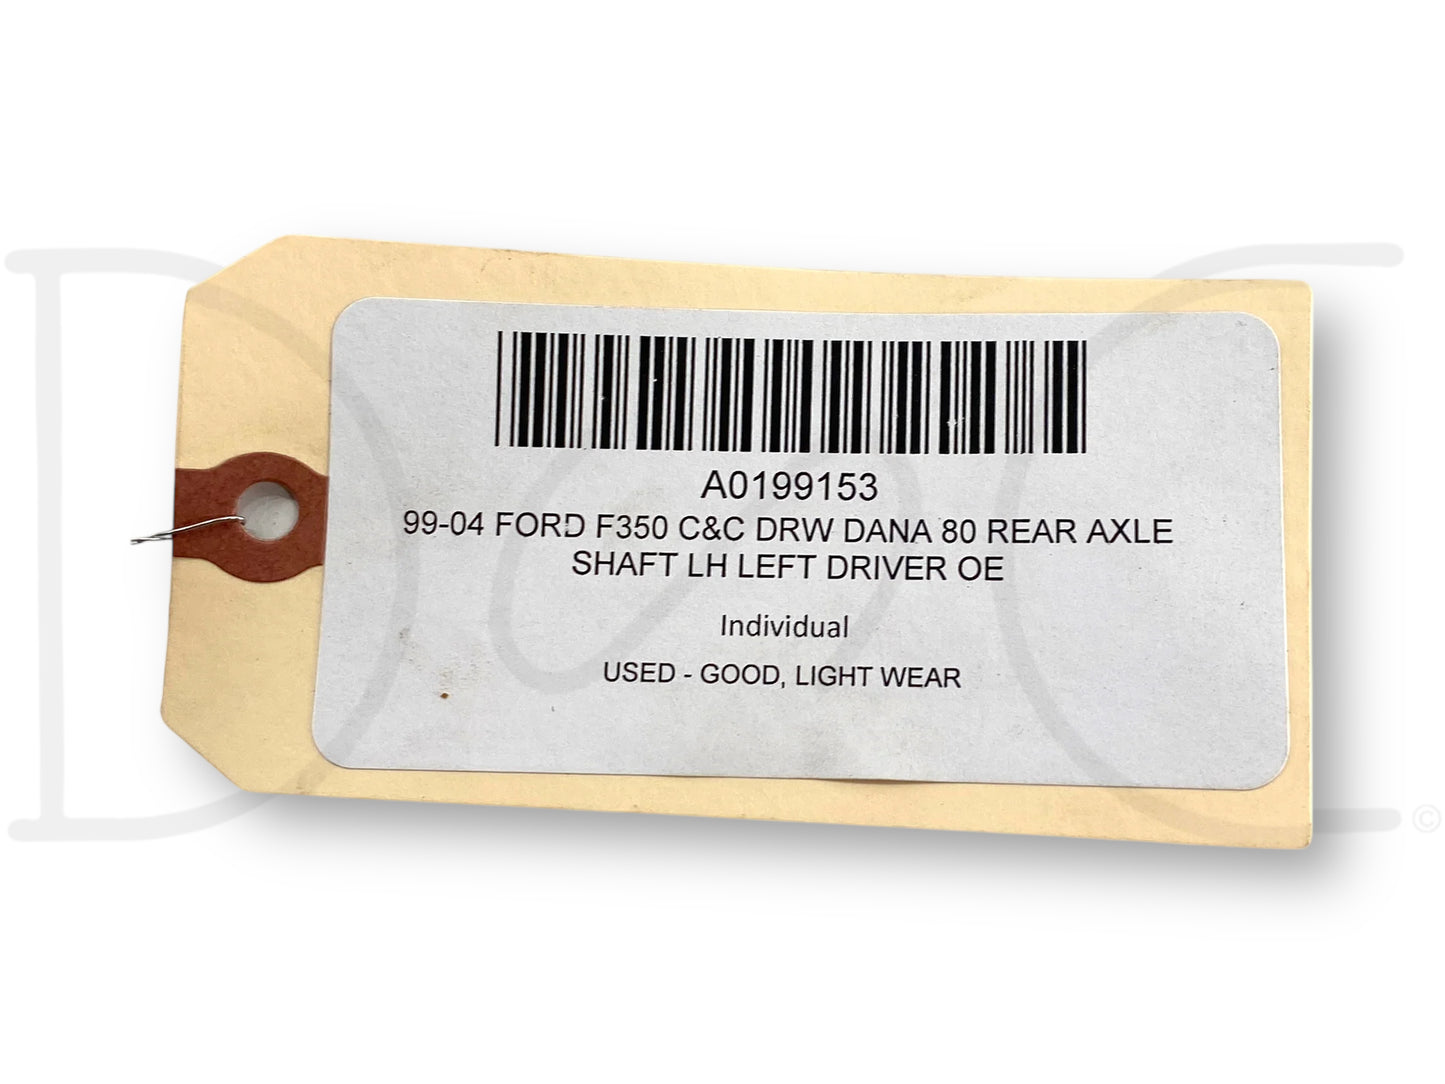 A0199153
99-04 FORD F350 C&C DRW DANA 80 REAR AXLE
SHAFT LH LEFT DRIVER OE
Individual
USED - GOOD, LIGHT WEAR
D&C ©